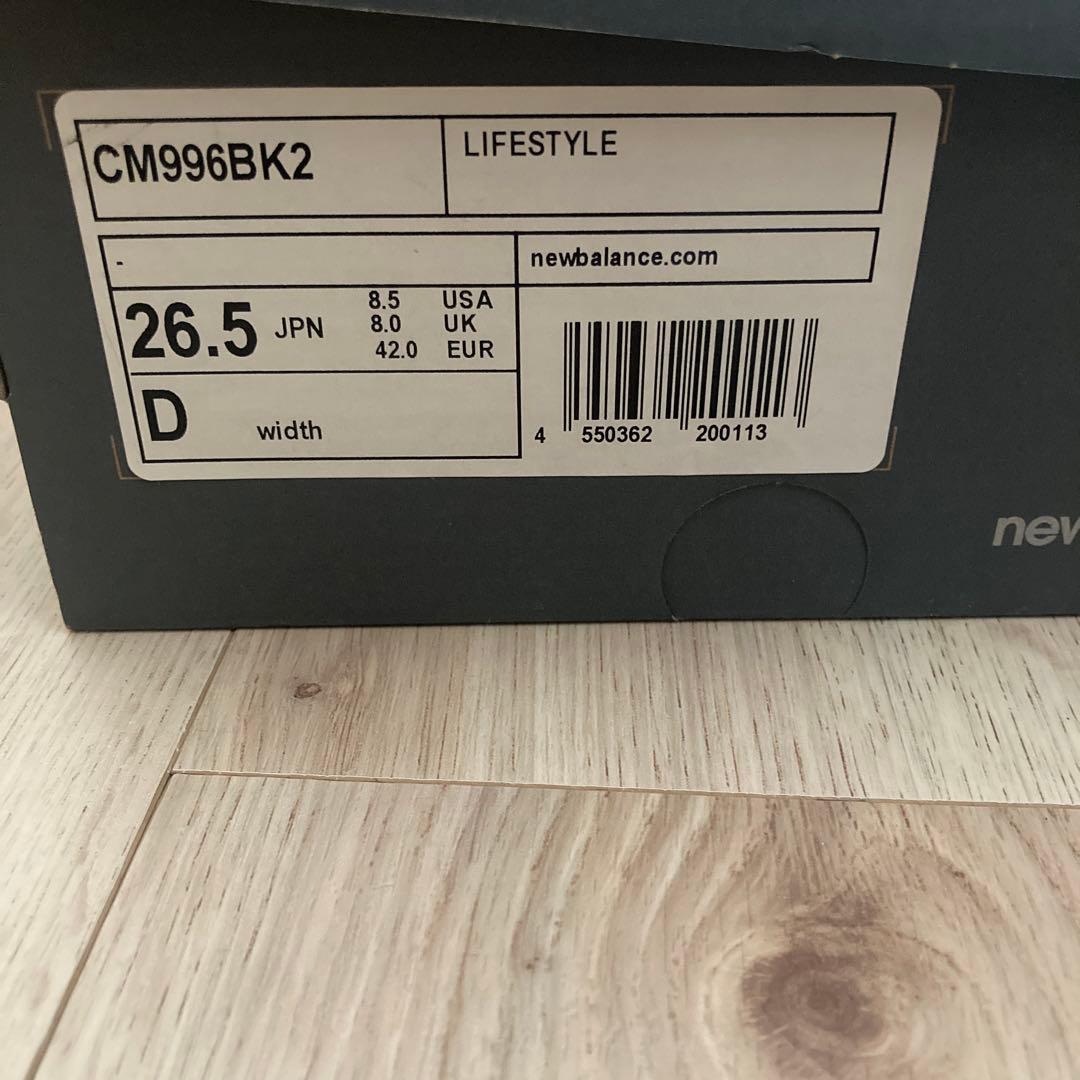 CM996BK2
LIFESTYLE
-
newbalance.com
26.5 JPN
8.5 USA
8.0 UK
42.0 EUR
D width
4 550362 200113
new